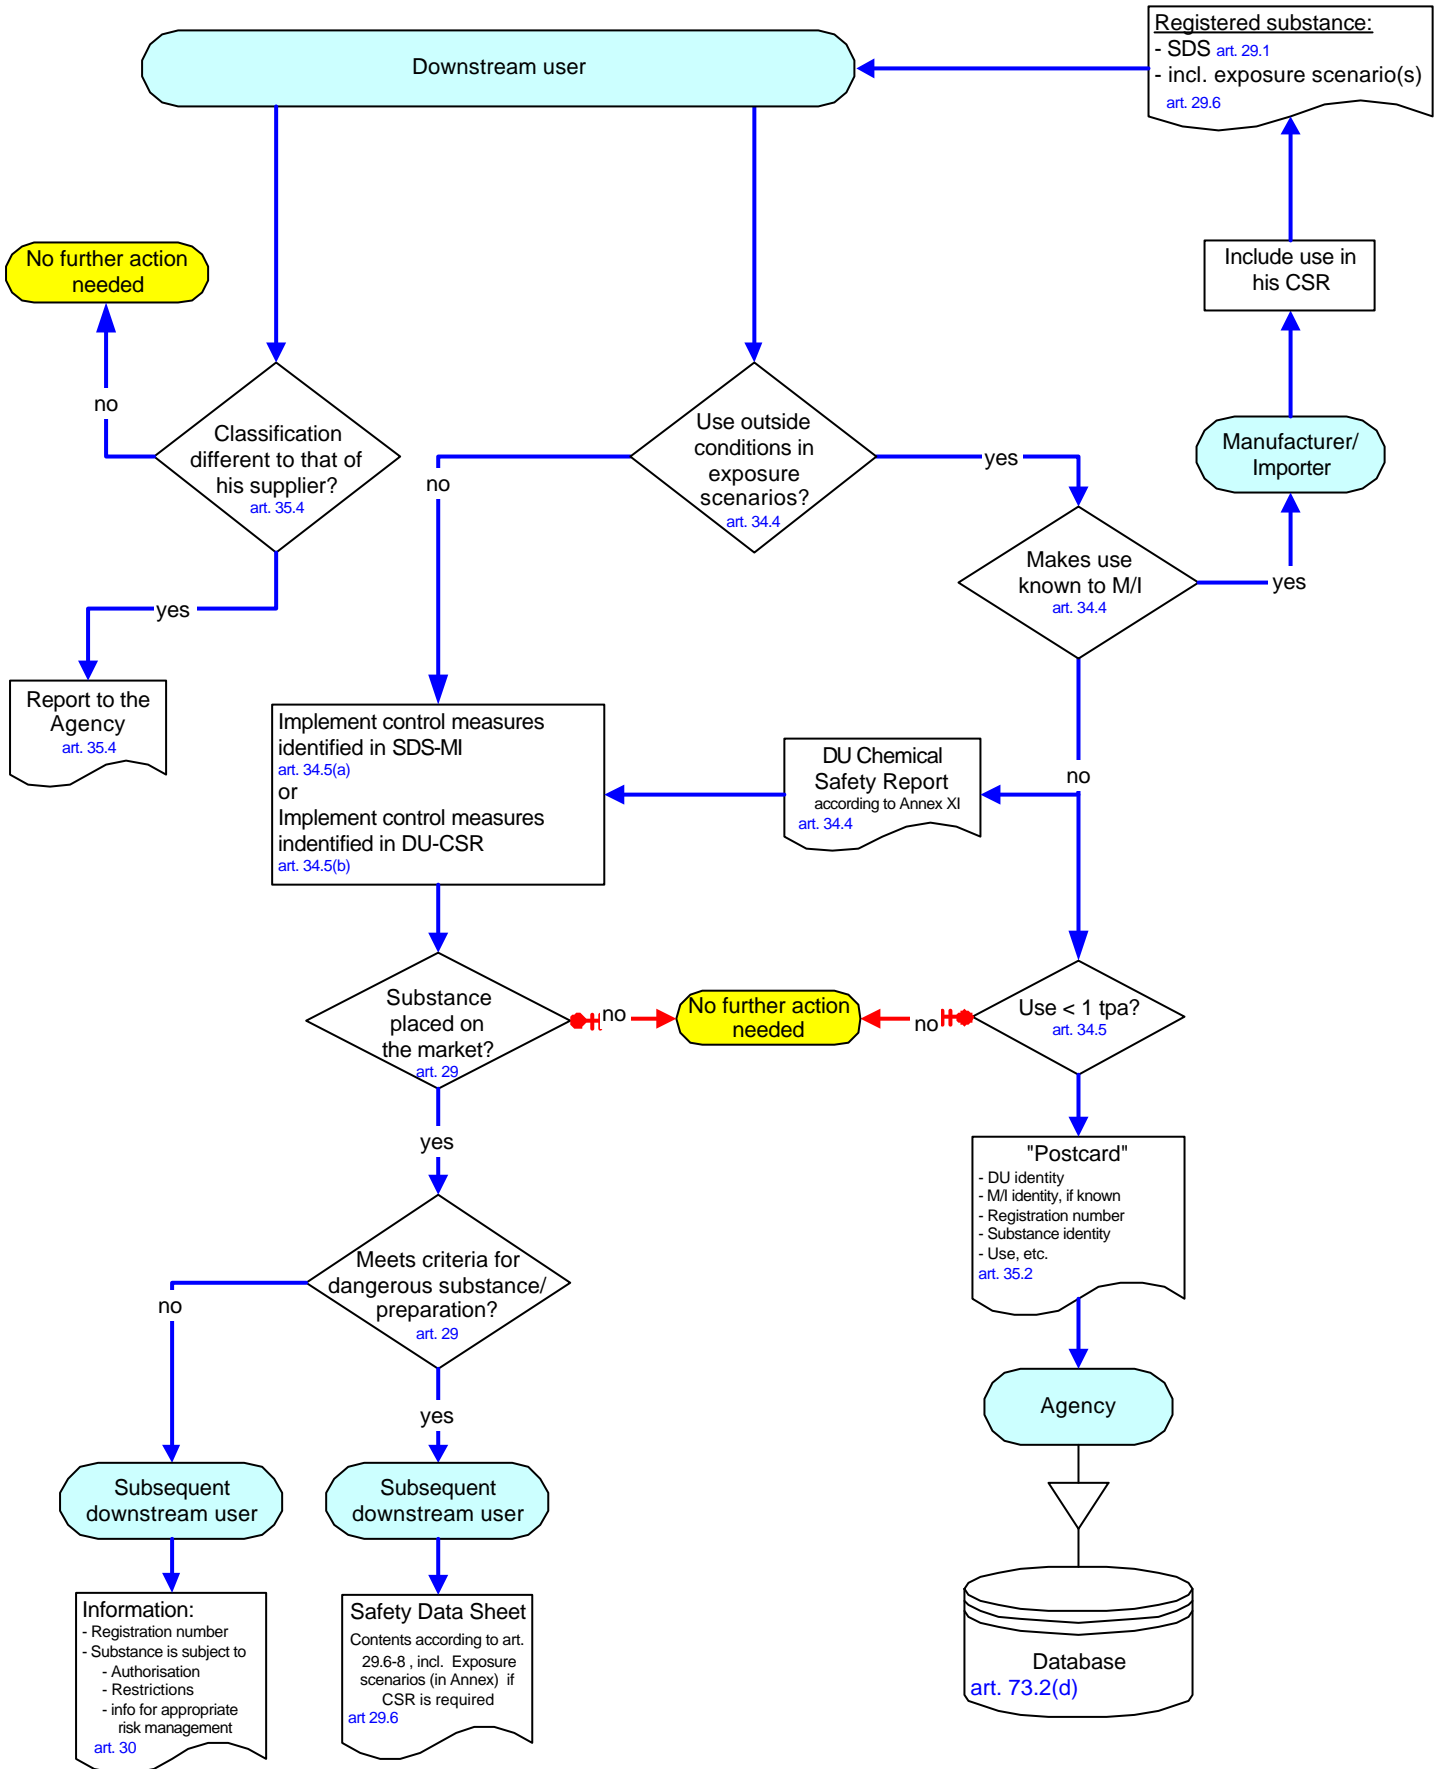 Downstream user
Registered substance:
- SDS art. 29.1
- incl. exposure scenario(s)
art. 29.6
No further action
needed
Include use in
his CSR
no
Classification
different to that of
his supplier?
art. 35.4
Use outside
conditions in
exposure
scenarios?
art. 34.4
no
yes
Manufacturer/
Importer
Makes use
known to M/I
art. 34.4
yes
yes
Report to the
Agency
art. 35.4
Implement control measures
identified in SDS-MI
art. 34.5(a)
or
Implement control measures
indentified in DU-CSR
art. 34.5(b)
DU Chemical
Safety Report
according to Annex XI
art. 34.4
no
Substance
placed on
the market?
art. 29
no
No further action
needed
no
Use < 1 tpa?
art. 34.5
yes
"Postcard"
- DU identity
- M/I identity, if known
- Registration number
- Substance identity
- Use, etc.
art. 35.2
Meets criteria for
dangerous substance/
preparation?
art. 29
no
yes
Agency
Subsequent
downstream user
Subsequent
downstream user
Information:
- Registration number
- Substance is subject to
- Authorisation
- Restrictions
- info for appropriate
risk management
art. 30
Safety Data Sheet
Contents according to art.
29.6-8 , incl. Exposure
scenarios (in Annex) if
CSR is required
art 29.6
Database
art. 73.2(d)